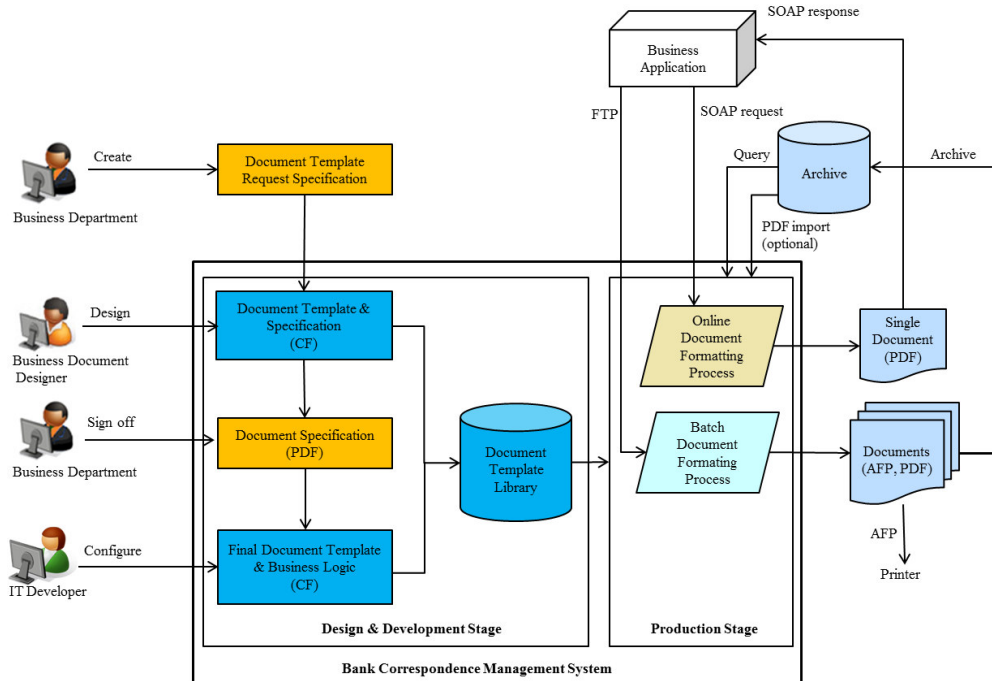 SOAP response
Business
Application
FTP
SOAP request
Create
Document Template
Request Specification
Query
Archive
Archive
Business Department
PDF import
(optional)
Design
Document Template &
Specification
(CF)
Online
Document
Formatting
Process
Single
Document
(PDF)
Business Document
Designer
Sign off
Document Specification
(PDF)
Document
Template
Library
Batch
Document
Formating
Process
Documents
(AFP, PDF)
Business Department
Configure
Final Document Template
& Business Logic
(CF)
AFP
Printer
IT Developer
Design & Development Stage
Production Stage
Bank Correspondence Management System